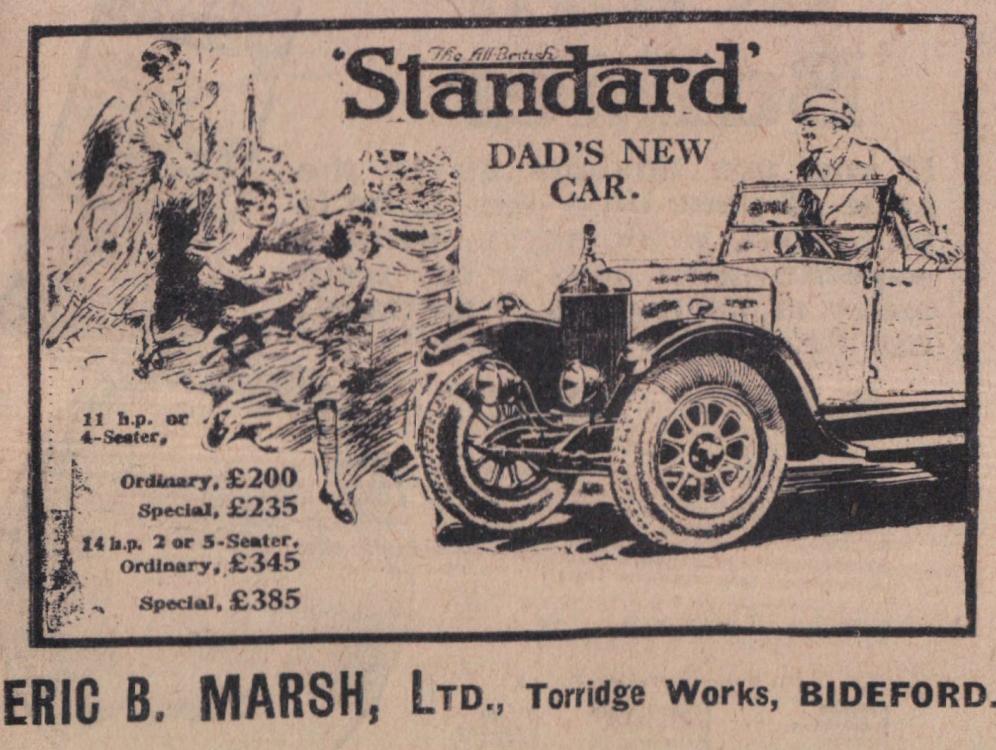 The All-British
'Standard'
DAD'S NEW
CAR.
11 h.p. or
4-Seater,
Ordinary, £200
Special, £235
14 h.p. 2 or 5-Seater,
Ordinary, £345
Special, £385
ERIC B. MARSH, LTD., Torridge Works, BIDEFORD.